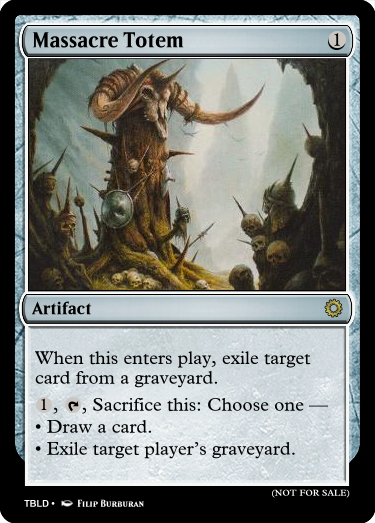 Massacre Totem 1
Artifact
When this enters play, exile target
card from a graveyard.
1, , Sacrifice this: Choose one —
• Draw a card.
• Exile target player's graveyard.
(NOT FOR SALE)
TBLD • Filip Burburan